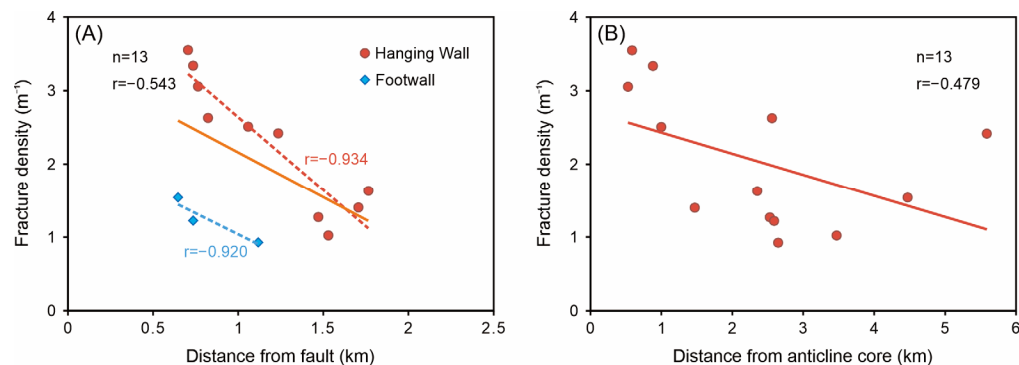 (A)
n=13
r=−0.543
Hanging Wall
Footwall
r=−0.934
r=−0.920
Fracture density (m⁻¹)
4
3
2
1
0
0 0.5 1 1.5 2 2.5
Distance from fault (km)
(B)
n=13
r=−0.479
Fracture density (m⁻¹)
4
3
2
1
0
0 1 2 3 4 5 6
Distance from anticline core (km)